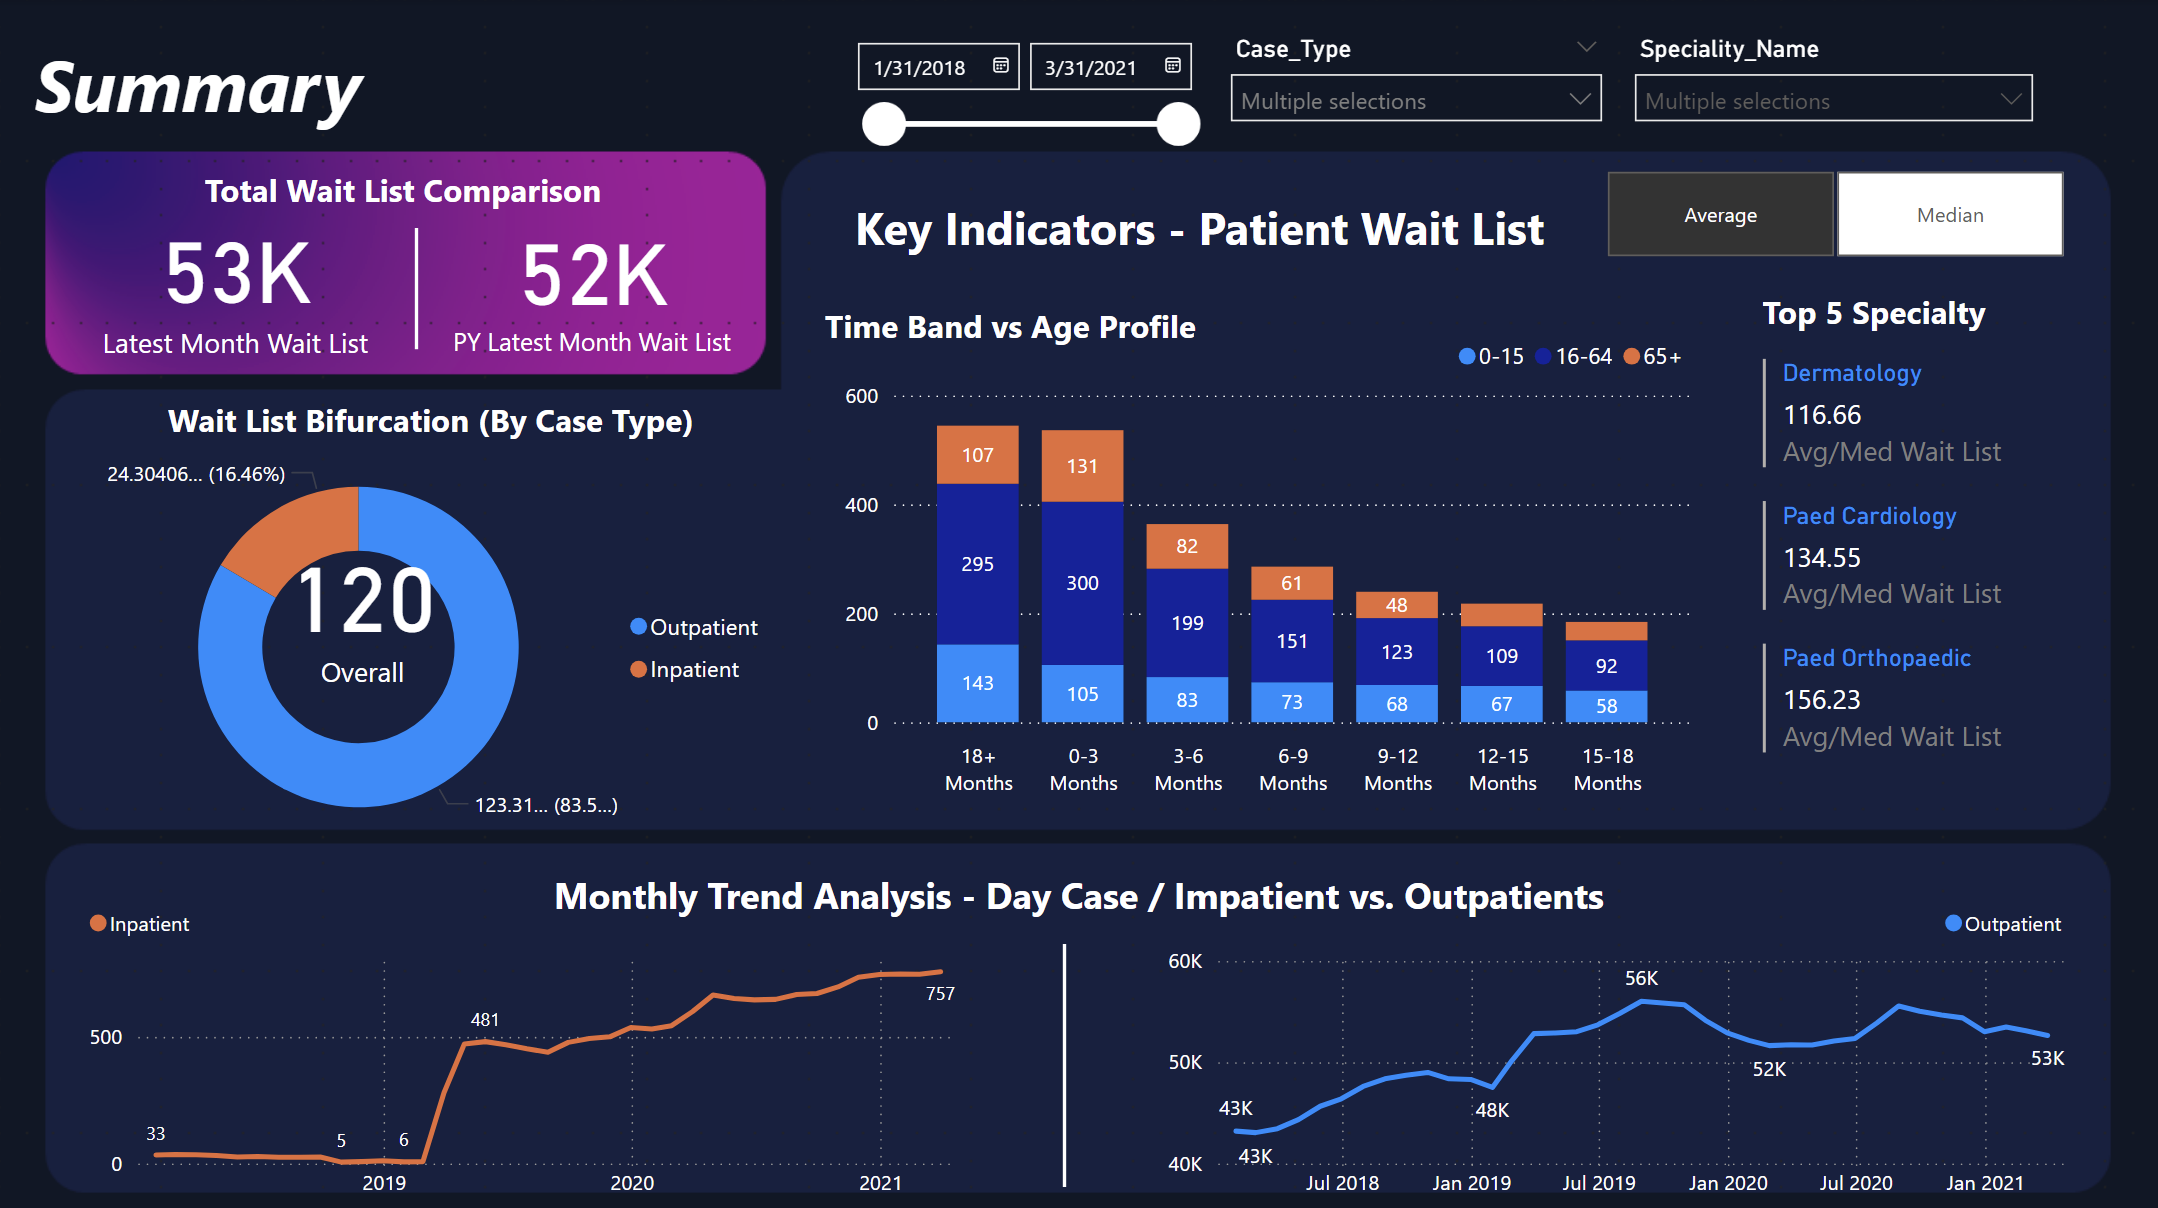 Summary
1/31/2018
3/31/2021
Case_Type
Multiple selections
Speciality_Name
Multiple selections
Total Wait List Comparison
53K
Latest Month Wait List
52K
PY Latest Month Wait List
Key Indicators - Patient Wait List
Average
Median
Wait List Bifurcation (By Case Type)
24.30406... (16.46%)
120
Overall
123.31... (83.5...)
Outpatient
Inpatient
Time Band vs Age Profile
0-15 16-64 65+
600
400
200
0
107
295
143
131
300
105
82
199
83
61
151
73
48
123
68
109
67
92
58
18+
Months
0-3
Months
3-6
Months
6-9
Months
9-12
Months
12-15
Months
15-18
Months
Top 5 Specialty
Dermatology
116.66
Avg/Med Wait List
Paed Cardiology
134.55
Avg/Med Wait List
Paed Orthopaedic
156.23
Avg/Med Wait List
Monthly Trend Analysis - Day Case / Impatient vs. Outpatients
Inpatient
500
0
33
5
6
481
757
2019
2020
2021
Outpatient
60K
50K
40K
43K
43K
48K
56K
52K
53K
Jul 2018
Jan 2019
Jul 2019
Jan 2020
Jul 2020
Jan 2021